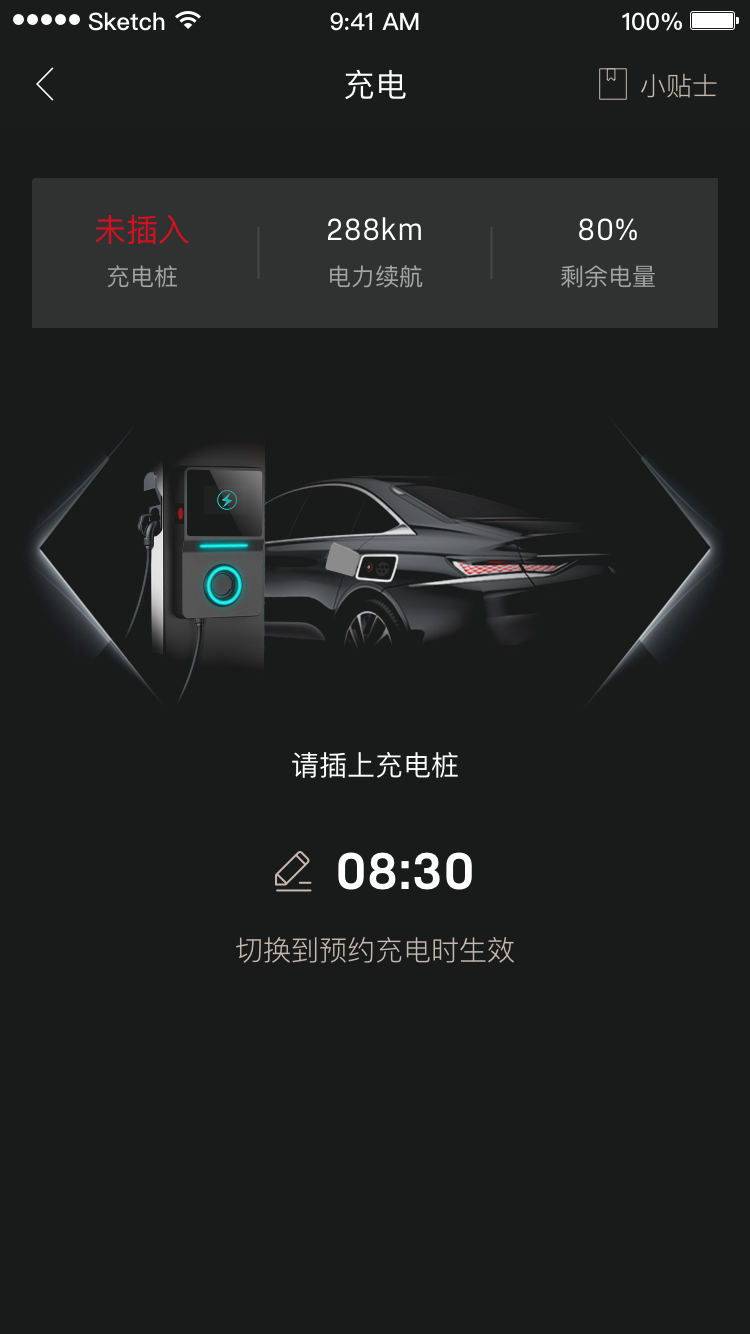 Sketch 9:41 AM 100%
充电 小贴士
未插入 288km 80%
充电桩 电力续航 剩余电量
请插上充电桩
08:30
切换到预约充电时生效